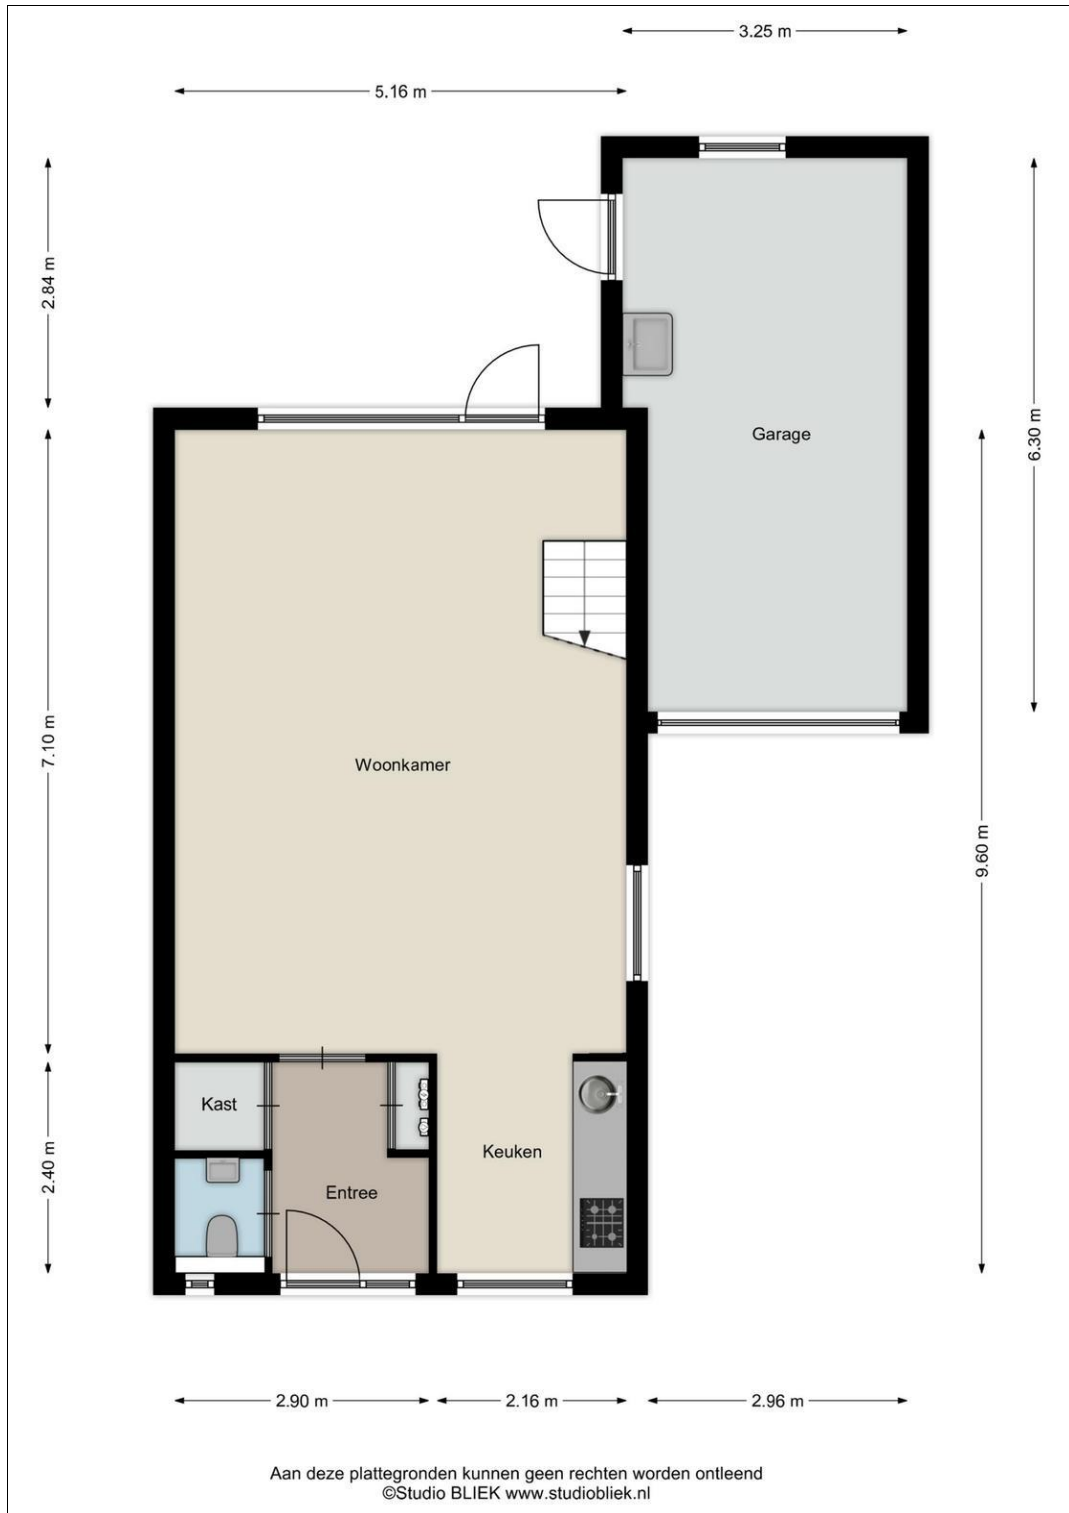 3.25 m
5.16 m
2.84 m
Garage
6.30 m
7.10 m
Woonkamer
9.60 m
Kast
2.40 m
Keuken
Entree
2.90 m
2.16 m
2.96 m
Aan deze plattegronden kunnen geen rechten worden ontleend
©Studio BLIEK www.studiobliek.nl